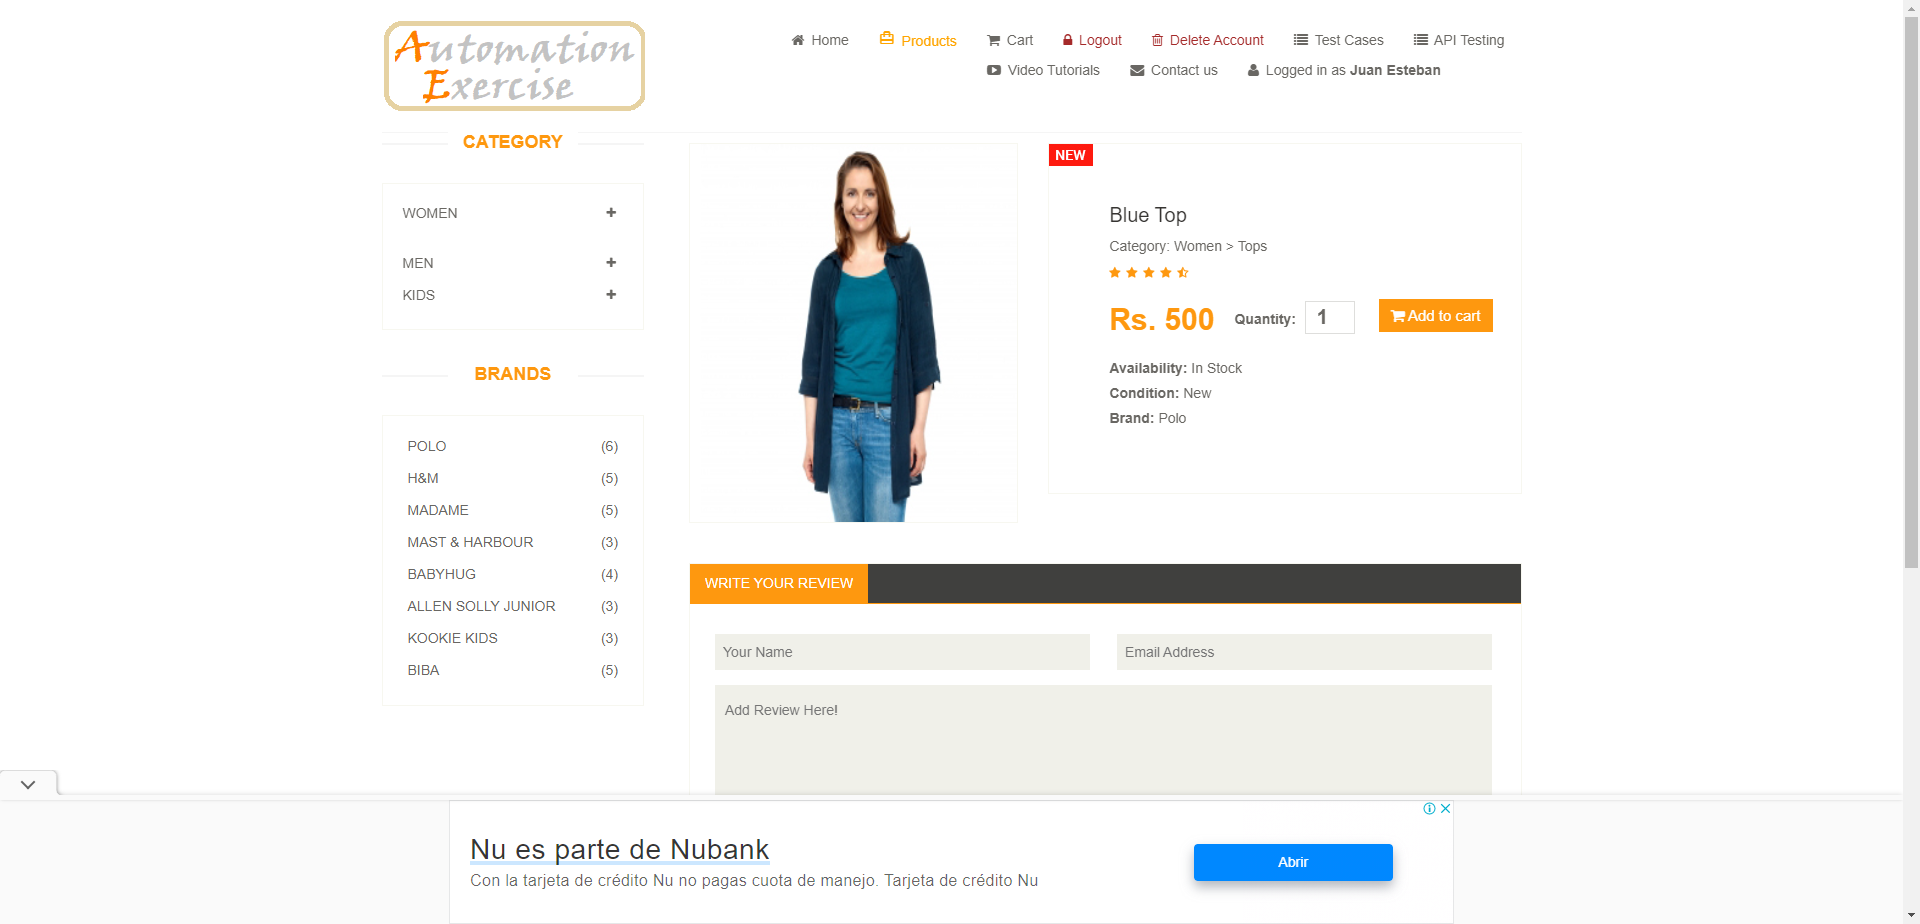 Automation
Exercise
Home
Products
Cart
Logout
Delete Account
Test Cases
API Testing
Video Tutorials
Contact us
Logged in as Juan Esteban
CATEGORY
WOMEN
MEN
KIDS
BRANDS
POLO (6)
H&M (5)
MADAME (5)
MAST & HARBOUR (3)
BABYHUG (4)
ALLEN SOLLY JUNIOR (3)
KOOKIE KIDS (3)
BIBA (5)
NEW
Blue Top
Category: Women > Tops
Rs. 500
Quantity: 1
Add to cart
Availability: In Stock
Condition: New
Brand: Polo
WRITE YOUR REVIEW
Your Name
Email Address
Add Review Here!
Nu es parte de Nubank
Con la tarjeta de crédito Nu no pagas cuota de manejo. Tarjeta de crédito Nu
Abrir